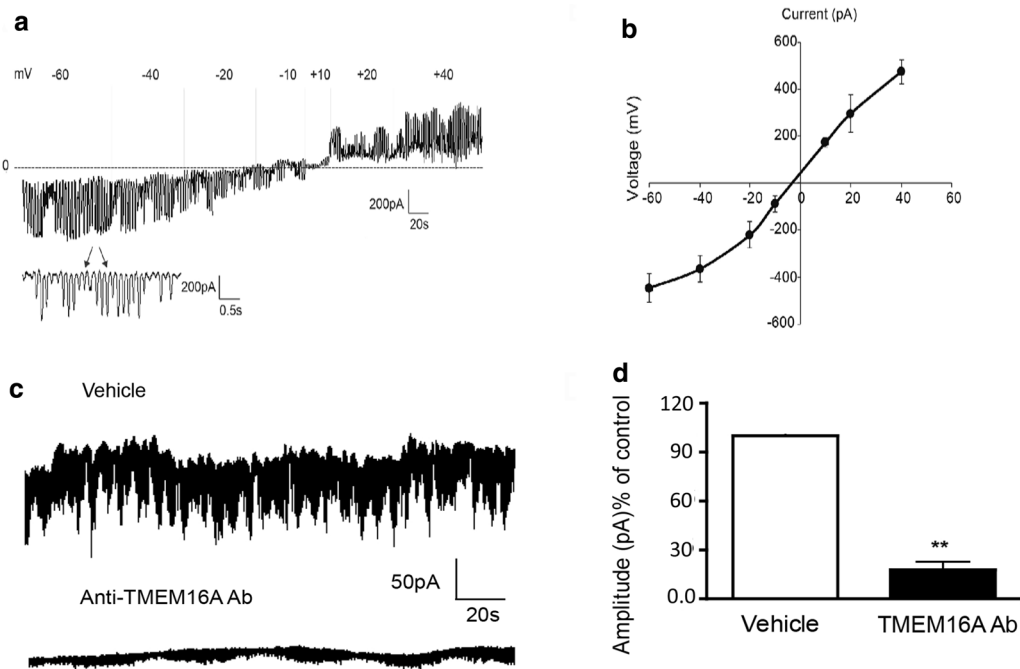 a
mV -60 -40 -20 -10 +10 +20 +40
0
200pA
20s
200pA
0.5s
b
Current (pA)
Voltage (mV)
600
400
200
-60 -40 -20 0 20 40 60
-200
-400
-600
c
Vehicle
50pA
20s
Anti-TMEM16A Ab
d
Amplitude (pA)% of control
120
90
60
30
0.0
**
Vehicle TMEM16A Ab